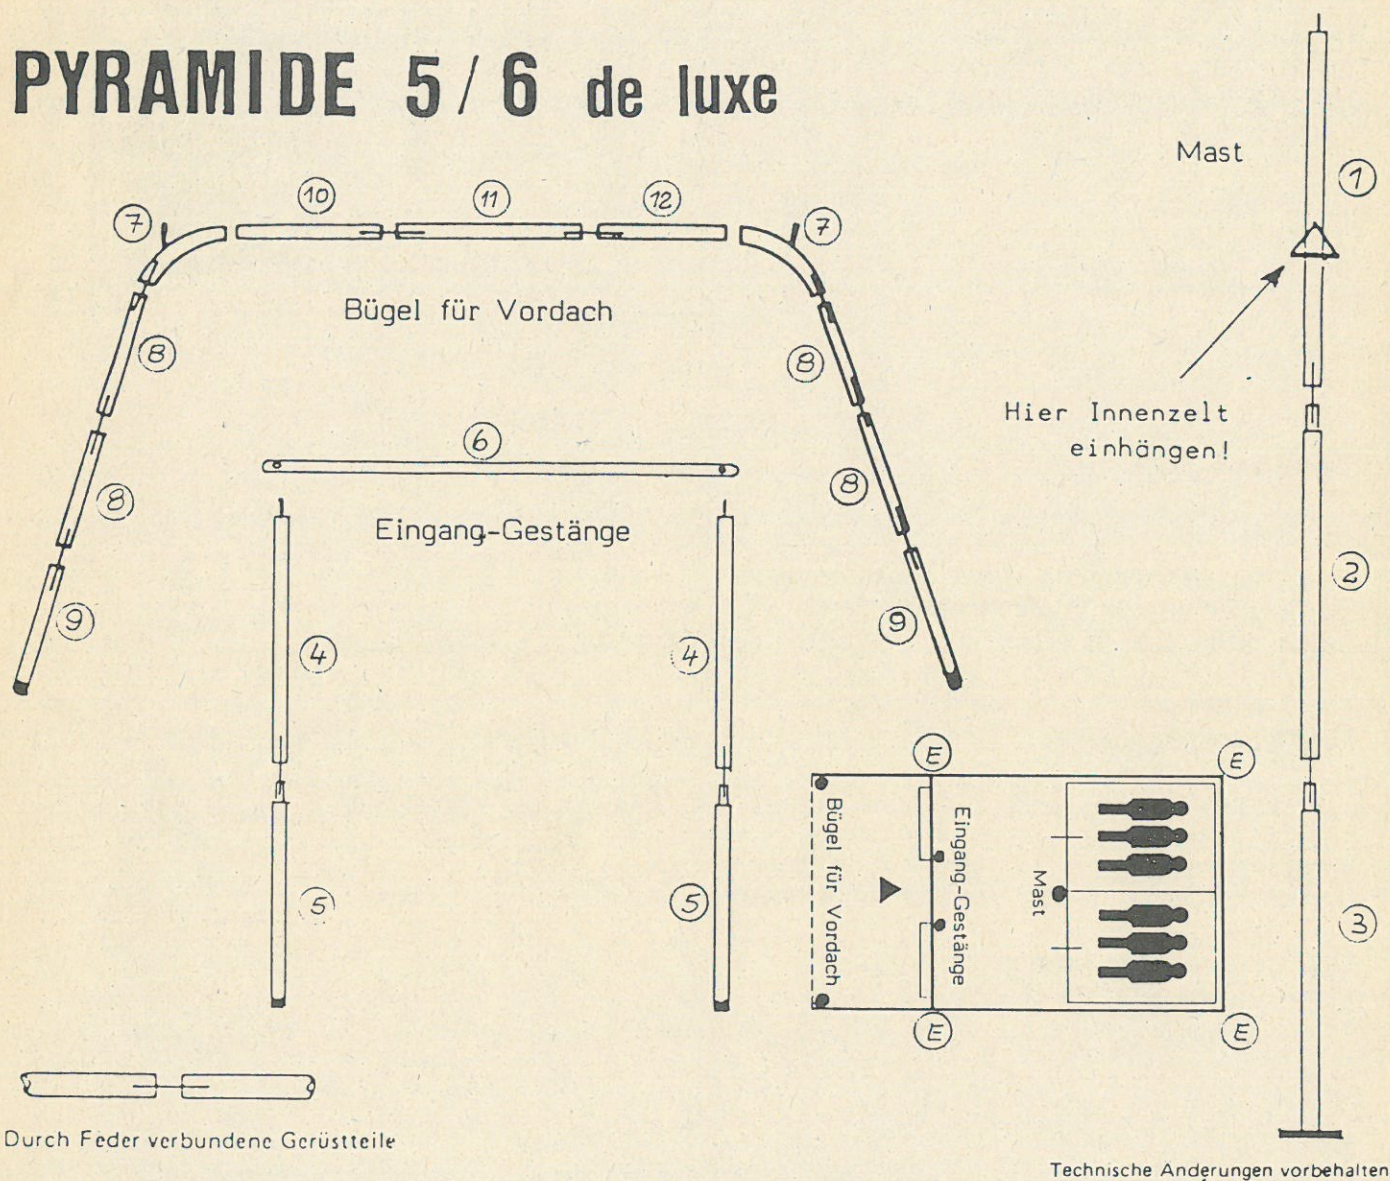 PYRAMIDE 5/6 de luxe
Mast
1
10
11
12
7
7
Bügel für Vordach
8
8
Hier Innenzelt
einhängen!
6
8
8
Eingang-Gestänge
2
9
9
4
4
E
E
Bügel für Vordach
Eingang-Gestänge
Mast
5
5
3
E
E
Durch Feder verbundene Gerüstteile
Technische Änderungen vorbehalten